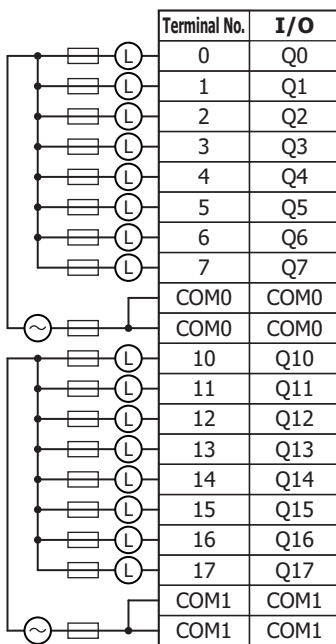 Terminal No. I/O
L 0 Q0
L 1 Q1
L 2 Q2
L 3 Q3
L 4 Q4
L 5 Q5
L 6 Q6
L 7 Q7
COM0 COM0
COM0 COM0
L 10 Q10
L 11 Q11
L 12 Q12
L 13 Q13
L 14 Q14
L 15 Q15
L 16 Q16
L 17 Q17
COM1 COM1
COM1 COM1